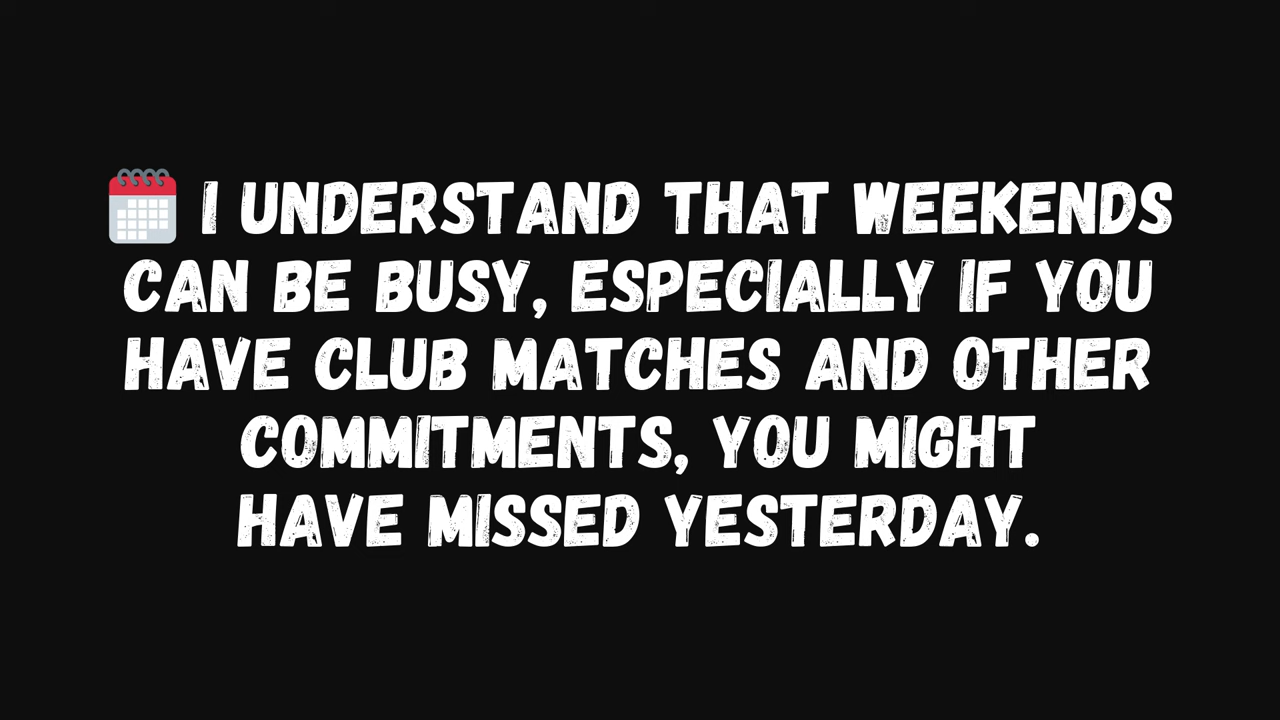 🗓️ I UNDERSTAND THAT WEEKENDS
CAN BE BUSY, ESPECIALLY IF YOU
HAVE CLUB MATCHES AND OTHER
COMMITMENTS, YOU MIGHT
HAVE MISSED YESTERDAY.